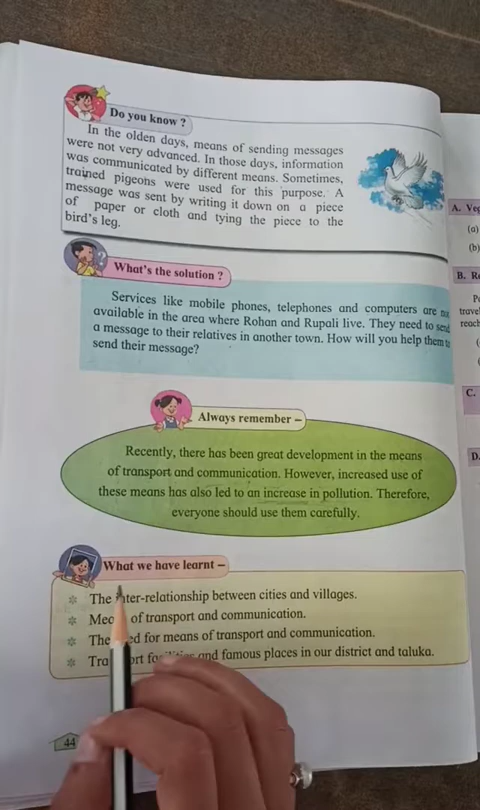 Do you know ?
In the olden days, means of sending messages
were not very advanced. In those days, information
was communicated by different means. Sometimes,
trained pigeons were used for this purpose. A
message was sent by writing it down on a piece
of paper or cloth and tying the piece to the
bird's leg.
What's the solution ?
Services like mobile phones, telephones and computers are not
available in the area where Rohan and Rupali live. They need to send
a message to their relatives in another town. How will you help them to
send their message?
Always remember –
Recently, there has been great development in the means
of transport and communication. However, increased use of
these means has also led to an increase in pollution. Therefore,
everyone should use them carefully.
What we have learnt –
The inter-relationship between cities and villages.
of transport and communication.
The for means of transport and communication.
and famous places in our district and taluka.
44
A.
(a)
(b)
B.
reach
C.
D.